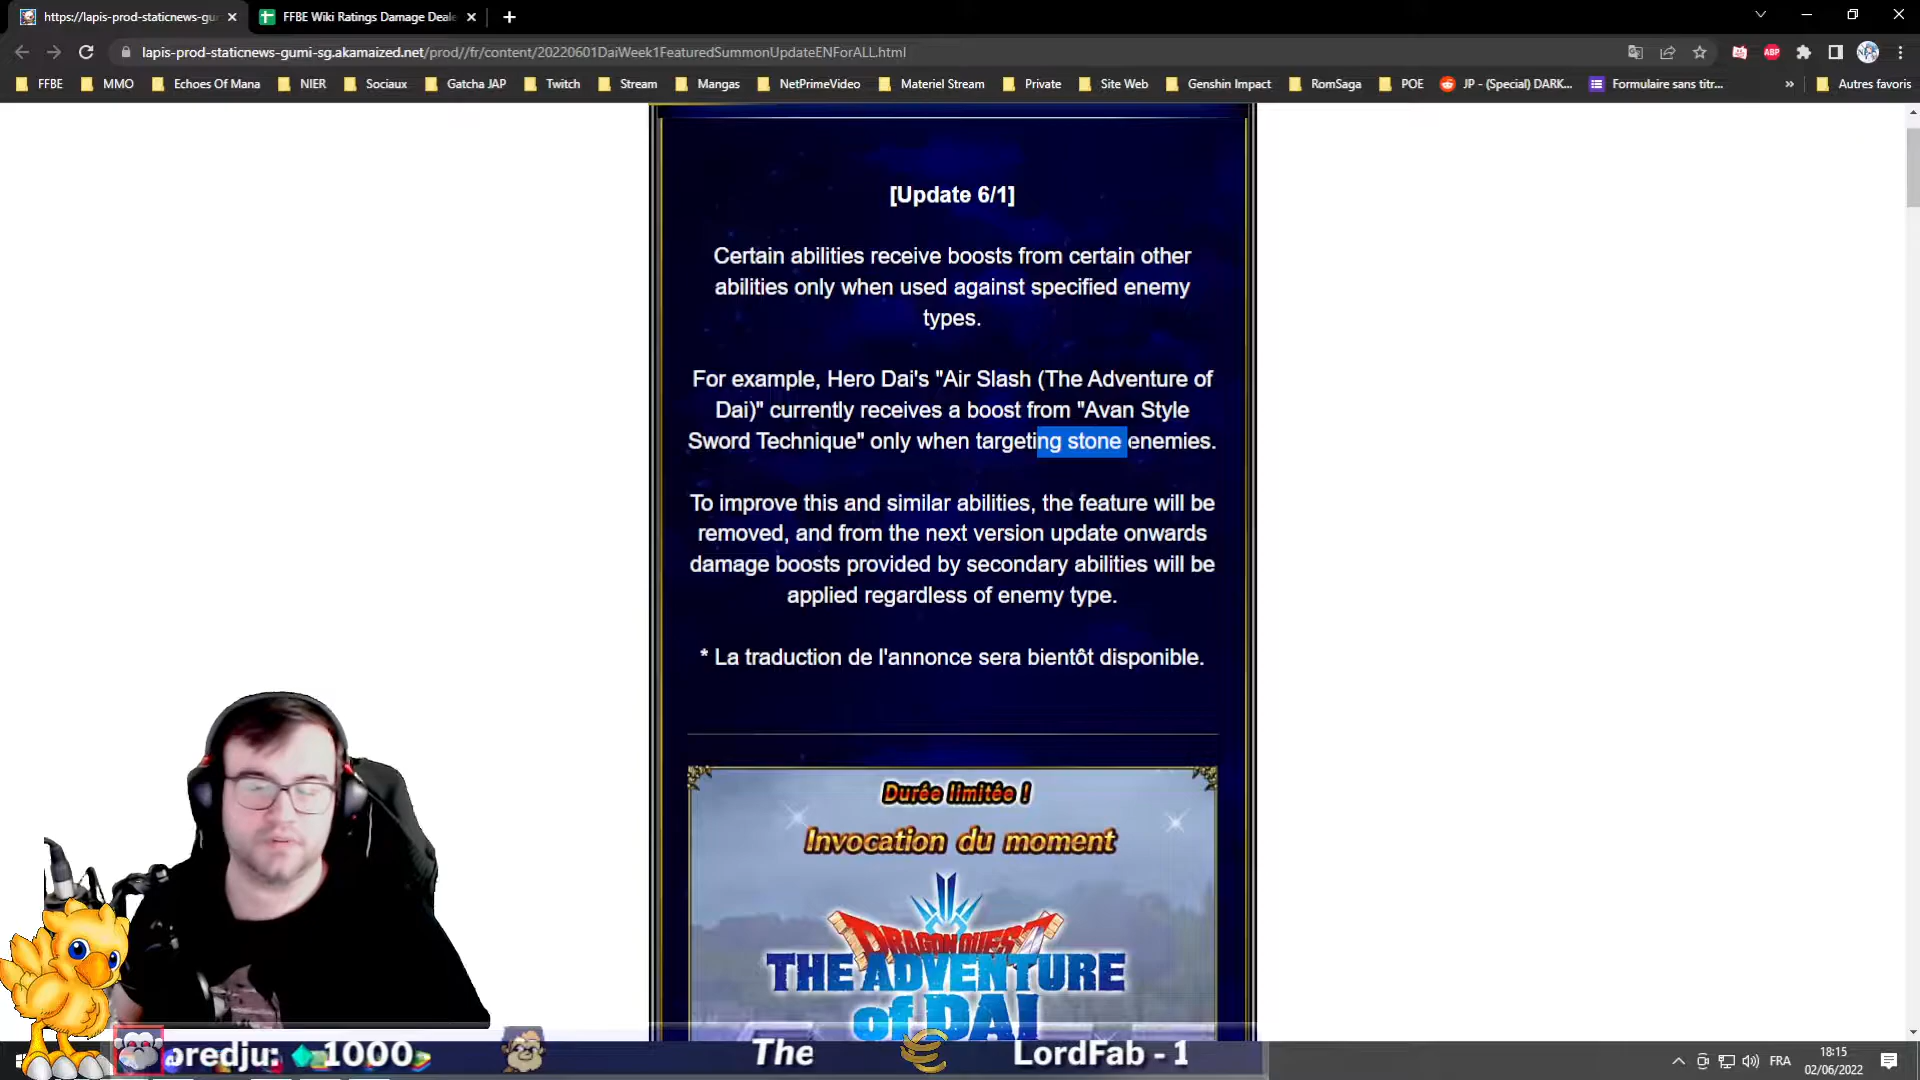 https://lapis-prod-staticnews-gu
FFBE Wiki Ratings Damage Deale
lapis-prod-staticnews-gumi-sg.akamaized.net/prod//fr/content/20220601DaiWeek1FeaturedSummonUpdateENForALL.html
ABP
FFBE
MMO
Echoes Of Mana
NIER
Sociaux
Gatcha JAP
Twitch
Stream
Mangas
NetPrimeVideo
Materiel Stream
Private
Site Web
Genshin Impact
RomSaga
POE
JP - (Special) DARK...
Formulaire sans titr...
»
Autres favoris
[Update 6/1]
Certain abilities receive boosts from certain other
abilities only when used against specified enemy
types.
For example, Hero Dai's "Air Slash (The Adventure of
Dai)" currently receives a boost from "Avan Style
Sword Technique" only when targeting stone enemies.
To improve this and similar abilities, the feature will be
removed, and from the next version update onwards
damage boosts provided by secondary abilities will be
applied regardless of enemy type.
* La traduction de l'annonce sera bientôt disponible.
Durée limitée !
Invocation du moment
DRAGON QUEST
THE ADVENTURE
of DAI
predju: 1000
The
LordFab - 1
FRA
18:15
02/06/2022